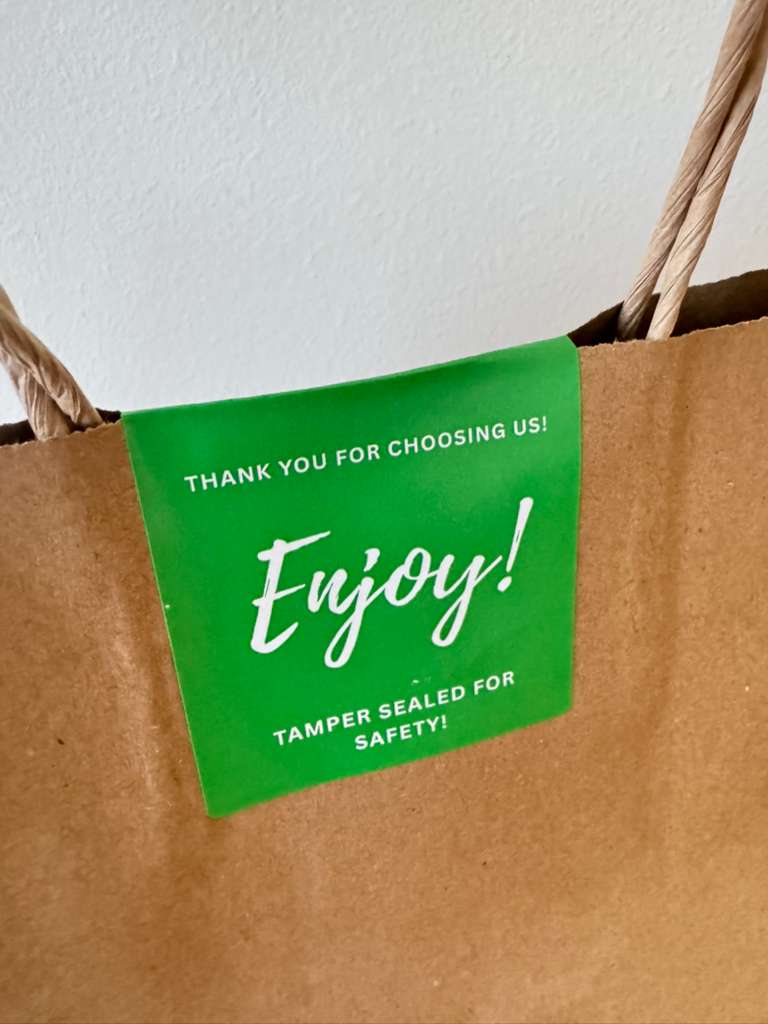 THANK YOU FOR CHOOSING US!
Enjoy!
TAMPER SEALED FOR
SAFETY!